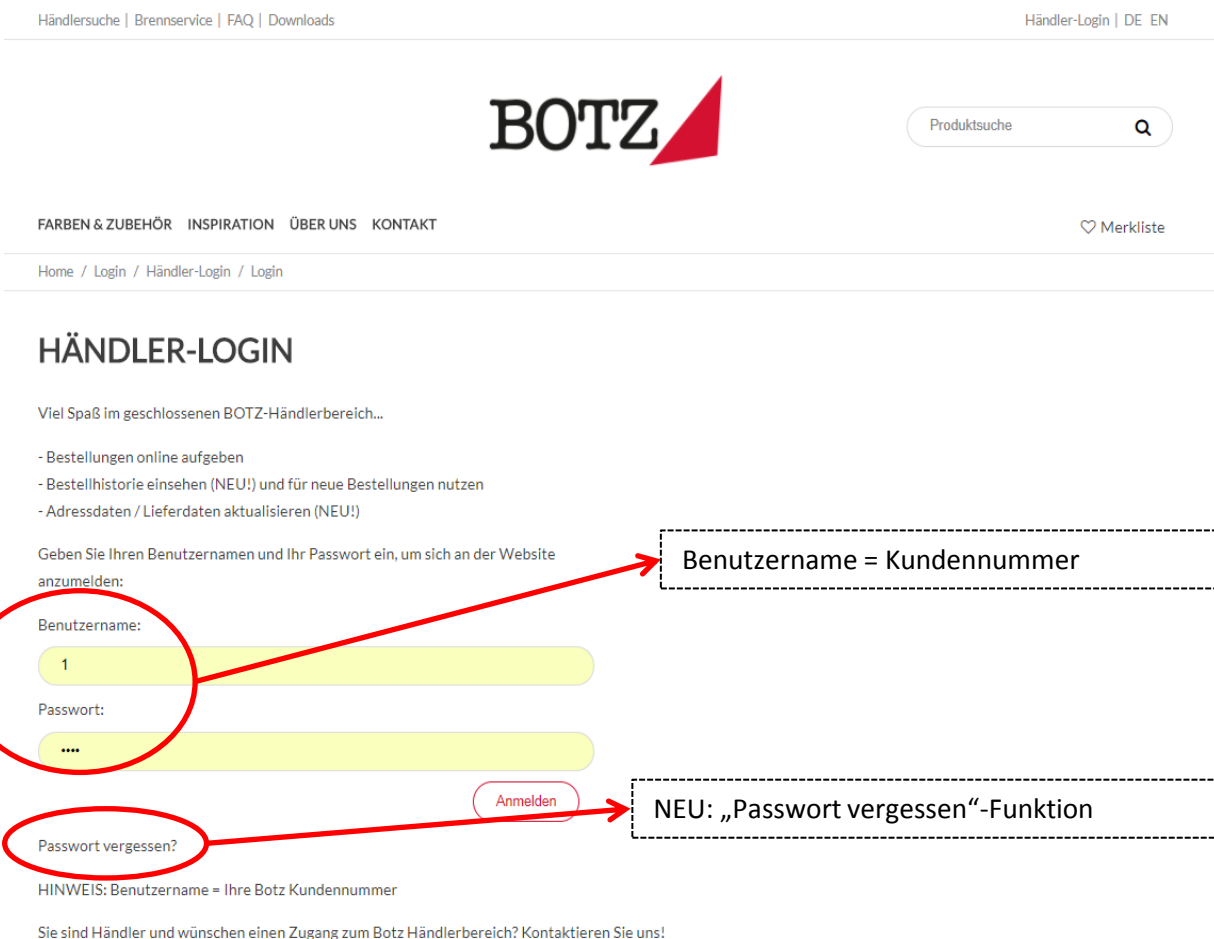 Händlersuche | Brennservice | FAQ | Downloads
Händler-Login | DE EN
BOTZ
Produktsuche
FARBEN & ZUBEHÖR INSPIRATION ÜBER UNS KONTAKT
♡ Merkliste
Home / Login / Händler-Login / Login
HÄNDLER-LOGIN
Viel Spaß im geschlossenen BOTZ-Händlerbereich...
- Bestellungen online aufgeben
- Bestellhistorie einsehen (NEU!) und für neue Bestellungen nutzen
- Adressdaten / Lieferdaten aktualisieren (NEU!)
Geben Sie Ihren Benutzernamen und Ihr Passwort ein, um sich an der Website
anzumelden:
Benutzername = Kundennummer
Benutzername:
1
Passwort:
••••
Anmelden
NEU: „Passwort vergessen“-Funktion
Passwort vergessen?
HINWEIS: Benutzername = Ihre Botz Kundennummer
Sie sind Händler und wünschen einen Zugang zum Botz Händlerbereich? Kontaktieren Sie uns!